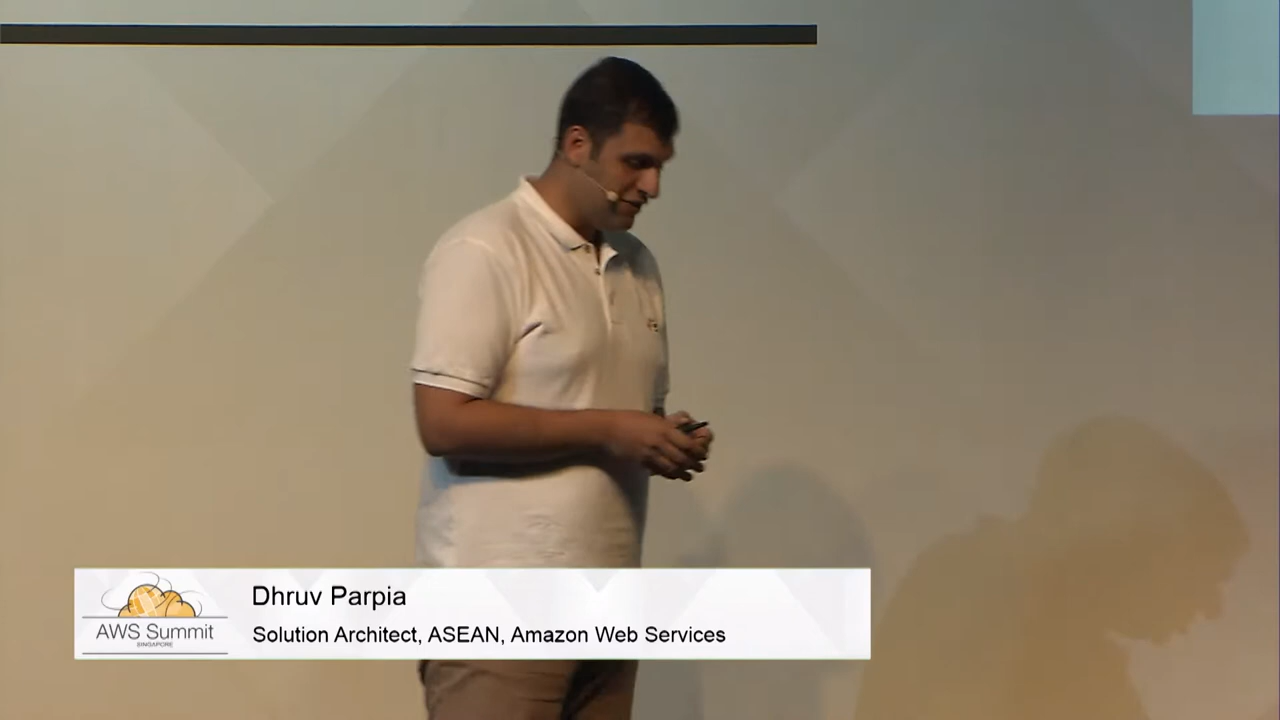 Dhruv Parpia
AWS Summit
SINGAPORE
Solution Architect, ASEAN, Amazon Web Services